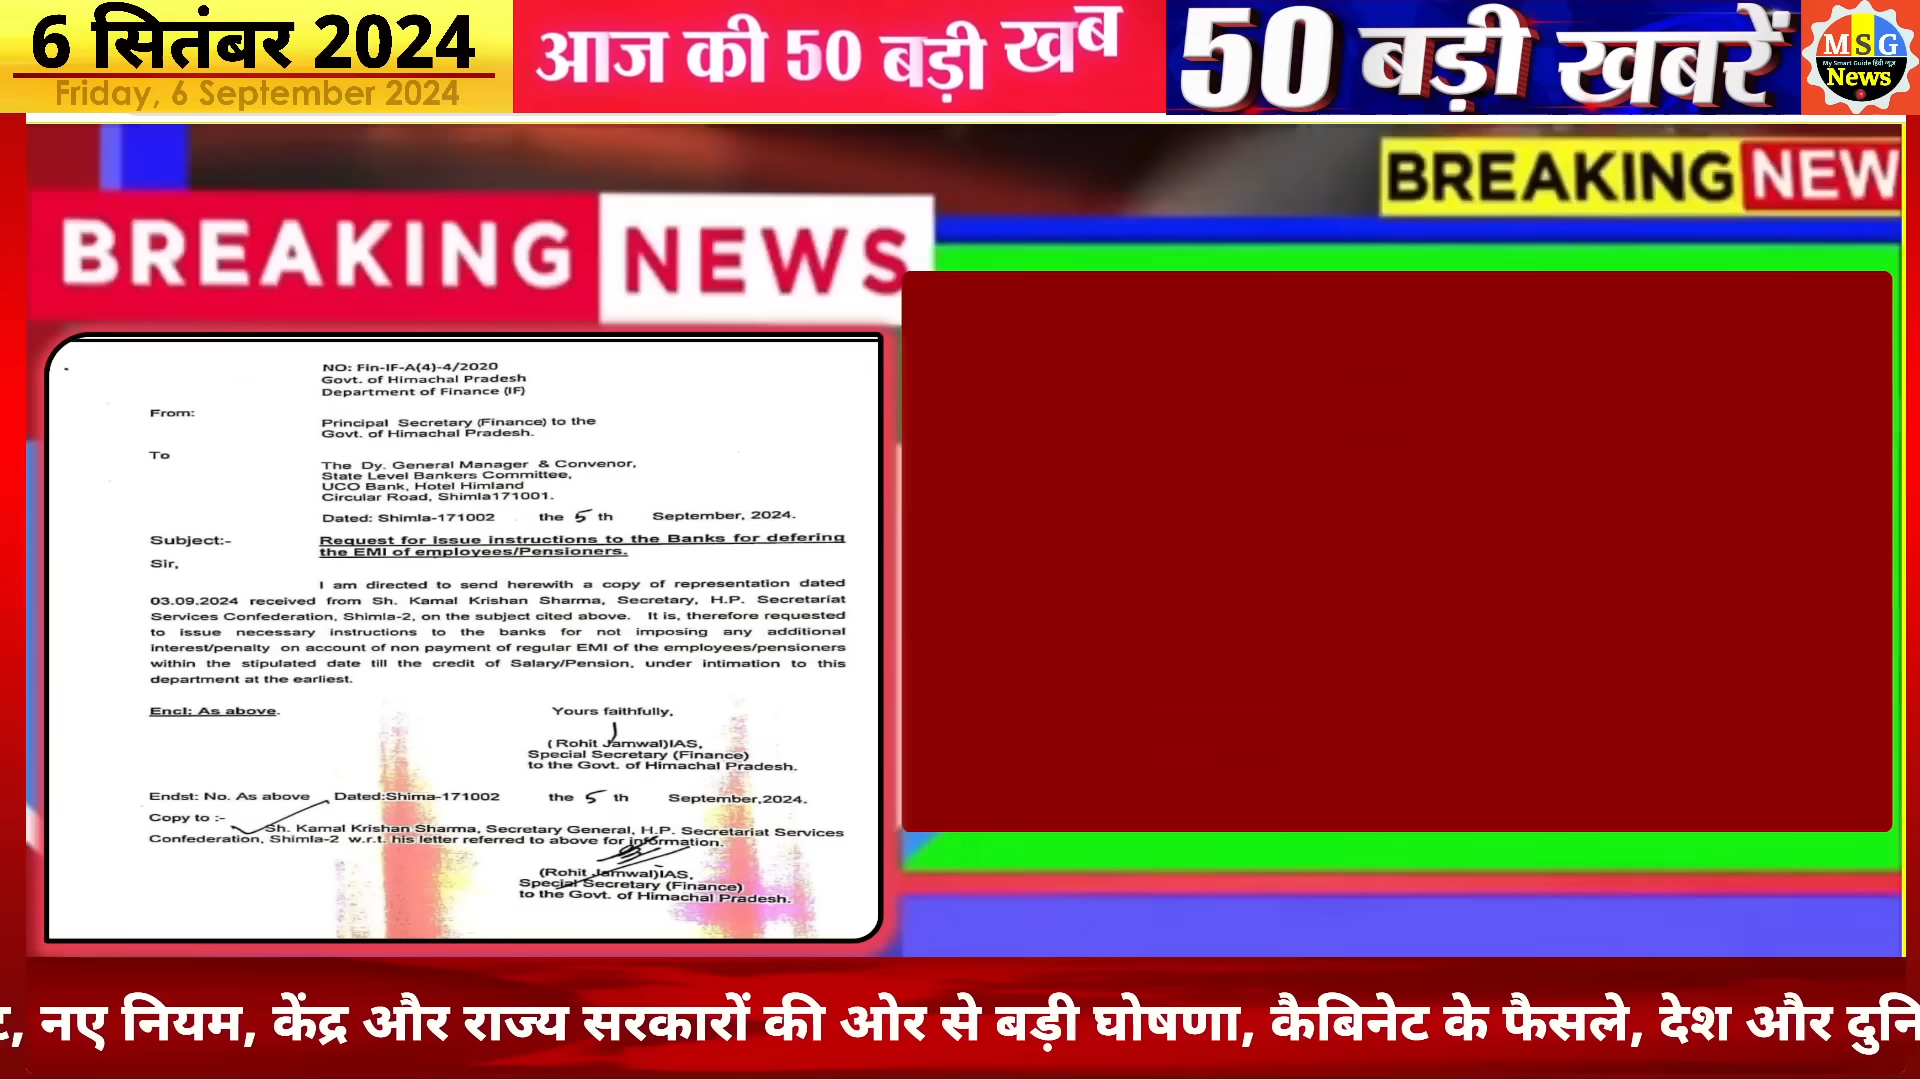 6 सितंबर 2024
Friday, 6 September 2024
आज की 50 बड़ी खब
50 बड़ी खबरें
MSG
My Smart Guide हिंदी न्यूज़
News
BREAKING NEW
BREAKING NEWS
NO: Fin-IF-A(4)-4/2020
Govt. of Himachal Pradesh
Department of Finance (IF)
From:
Principal Secretary (Finance) to the
Govt. of Himachal Pradesh.
To
The Dy. General Manager & Convenor,
State Level Bankers Committee,
UCO Bank, Hotel Himland
Circular Road, Shimla171001.
Dated: Shimla-171002 the 5 th September, 2024.
Subject:- Request for issue instructions to the Banks for defering
the EMI of employees/Pensioners.
Sir,
I am directed to send herewith a copy of representation dated
03.09.2024 received from Sh. Kamal Krishan Sharma, Secretary, H.P. Secretariat
Services Confederation, Shimla-2, on the subject cited above. It is, therefore requested
to issue necessary instructions to the banks for not imposing any additional
interest/penalty on account of non payment of regular EMI of the employees/pensioners
within the stipulated date till the credit of Salary/Pension, under intimation to this
department at the earliest.
Encl: As above.
Yours faithfully,
(Rohit Jamwal)IAS,
Special Secretary (Finance)
to the Govt. of Himachal Pradesh.
Endst: No. As above Dated:Shima-171002 the 5 th September,2024.
Copy to :-
Sh. Kamal Krishan Sharma, Secretary General, H.P. Secretariat Services
Confederation, Shimla-2 w.r.t. his letter referred to above for information.
(Rohit Jamwal)IAS,
Special Secretary (Finance)
to the Govt. of Himachal Pradesh.
, नए नियम, केंद्र और राज्य सरकारों की ओर से बड़ी घोषणा, कैबिनेट के फैसले, देश और दुनि